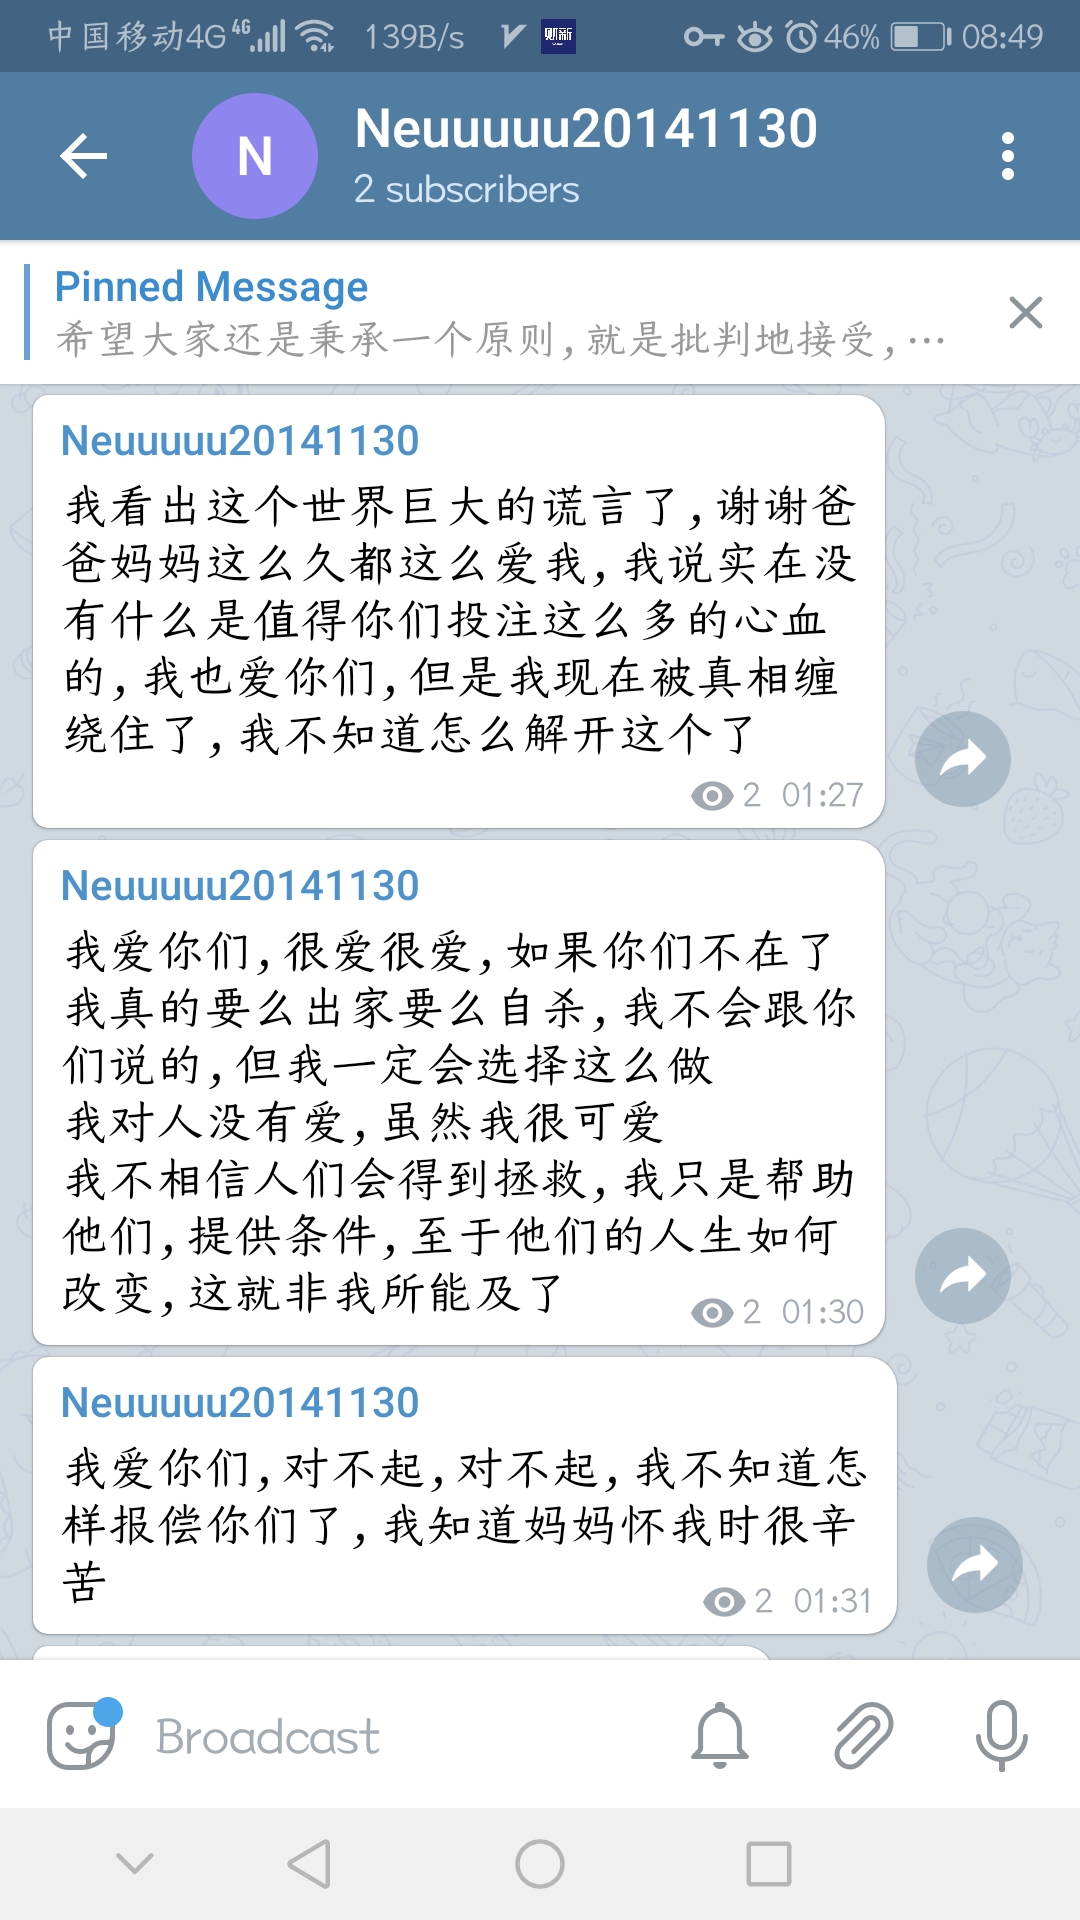 中国移动4G 4G 139B/s 财新 46% 08:49
N
Neuuuuu20141130
2 subscribers
Pinned Message
希望大家还是秉承一个原则,就是批判地接受,…
Neuuuuu20141130
我看出这个世界巨大的谎言了,谢谢爸
爸妈妈这么久都这么爱我,我说实在没
有什么是值得你们投注这么多的心血
的,我也爱你们,但是我现在被真相缠
绕住了,我不知道怎么解开这个了
2 01:27
Neuuuuu20141130
我爱你们,很爱很爱,如果你们不在了
我真的要么出家要么自杀,我不会跟你
们说的,但我一定会选择这么做
我对人没有爱,虽然我很可爱
我不相信人们会得到拯救,我只是帮助
他们,提供条件,至于他们的人生如何
改变,这就非我所能及了
2 01:30
Neuuuuu20141130
我爱你们,对不起,对不起,我不知道怎
样报偿你们了,我知道妈妈怀我时很辛
苦
2 01:31
Broadcast